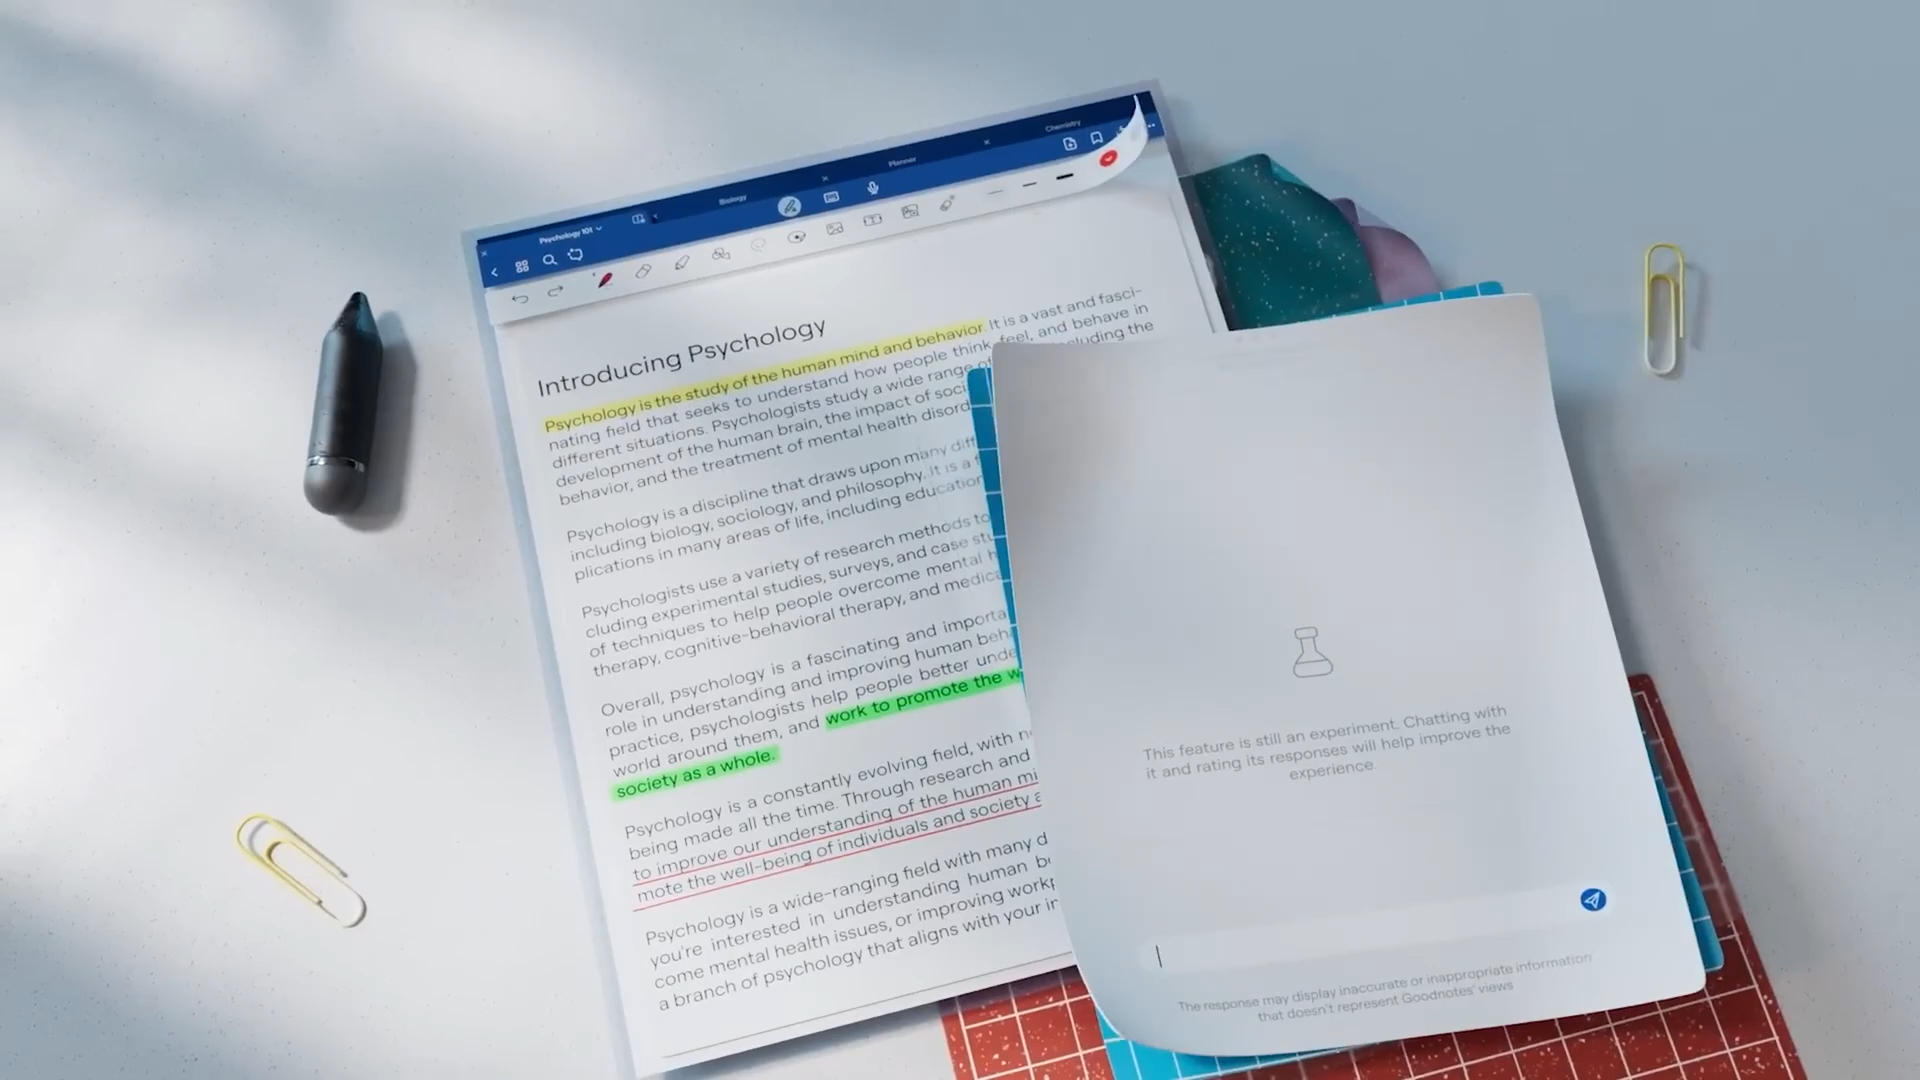 Chemistry
Planner
Biology
Psychology 101
Introducing Psychology
Psychology is the study of the human mind and behavior. It is a vast and fasci-
nating field that seeks to understand how people think, feel, and behave in
different situations. Psychologists study a wide range including the
development of the human brain, the impact of soci
behavior, and the treatment of mental health disord
Psychology is a discipline that draws upon many diff
including biology, sociology, and philosophy. It is a
plications in many areas of life, including education
Psychologists use a variety of research methods to
cluding experimental studies, surveys, and case stu
of techniques to help people overcome mental h
therapy, cognitive-behavioral therapy, and medica
Overall, psychology is a fascinating and importa
role in understanding and improving human beh
practice, psychologists help people better unde
world around them, and work to promote the w
society as a whole.
Psychology is a constantly evolving field, with n
being made all the time. Through research and
to improve our understanding of the human mi
mote the well-being of individuals and society a
Psychology is a wide-ranging field with many d
you're interested in understanding human b
come mental health issues, or improving work
a branch of psychology that aligns with your in
This feature is still an experiment. Chatting with
it and rating its responses will help improve the
experience.
The response may display inaccurate or inappropriate information
that doesn't represent Goodnotes' views